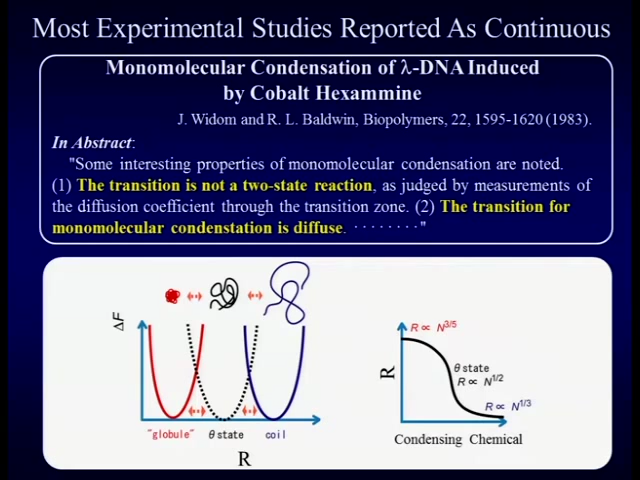 Most Experimental Studies Reported As Continuous
Monomolecular Condensation of λ-DNA Induced
by Cobalt Hexammine
J. Widom and R. L. Baldwin, Biopolymers, 22, 1595-1620 (1983).
In Abstract:
"Some interesting properties of monomolecular condensation are noted.
(1) The transition is not a two-state reaction, as judged by measurements of
the diffusion coefficient through the transition zone. (2) The transition for
monomolecular condenstation is diffuse. ········"
ΔF
"globule" θ state coil
R
R
R ∝ N^3/5
θ state
R ∝ N^1/2
R ∝ N^1/3
Condensing Chemical